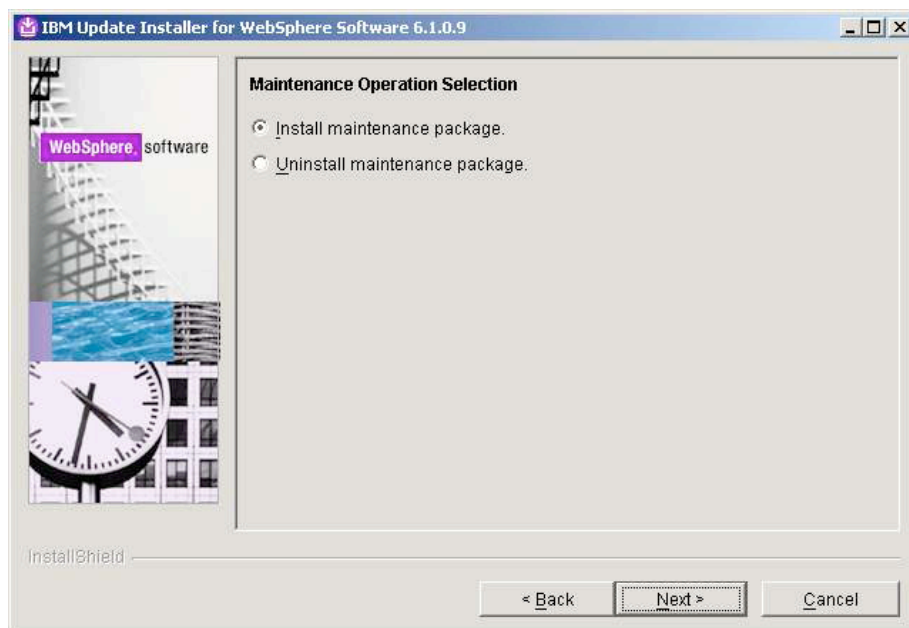 IBM Update Installer for WebSphere Software 6.1.0.9
WebSphere. software
Maintenance Operation Selection
Install maintenance package.
Uninstall maintenance package.
InstallShield
< Back
Next >
Cancel